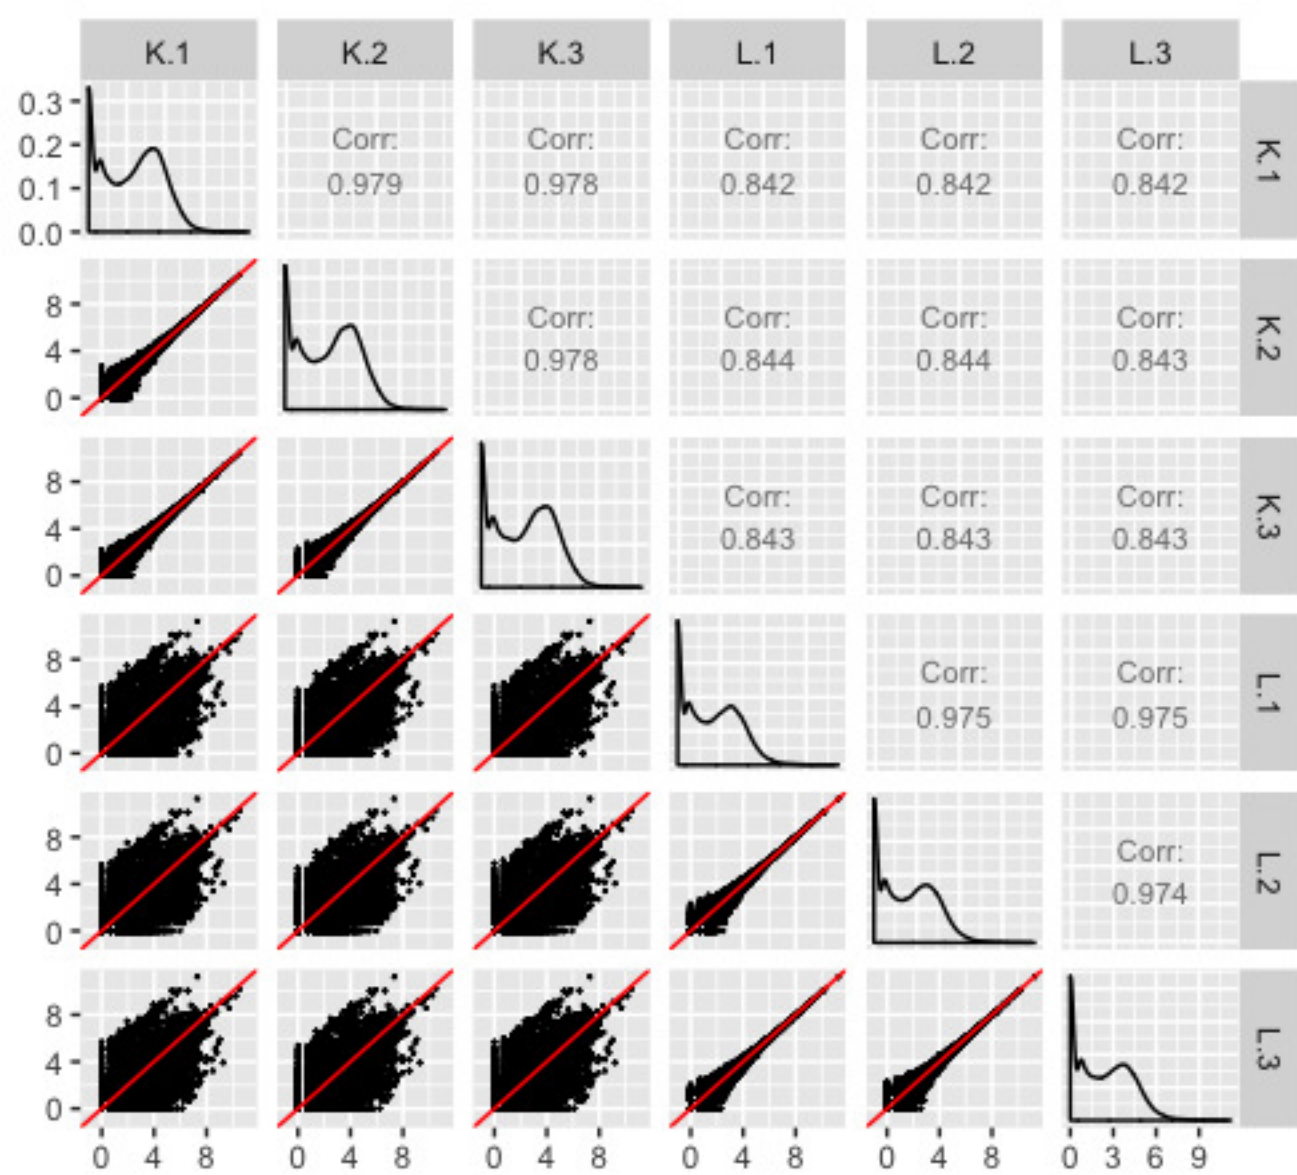 K.1 K.2 K.3 L.1 L.2 L.3
0.3
0.2
0.1
0.0
Corr: Corr: Corr: Corr: Corr:
0.979 0.978 0.842 0.842 0.842
K.1
8
4
0
Corr: Corr: Corr: Corr:
0.978 0.844 0.844 0.843
K.2
8
4
0
Corr: Corr: Corr:
0.843 0.843 0.843
K.3
8
4
0
Corr: Corr:
0.975 0.975
L.1
8
4
0
Corr:
0.974
L.2
8
4
0
L.3
0 4 8 0 4 8 0 4 8 0 4 8 0 4 8 0 3 6 9